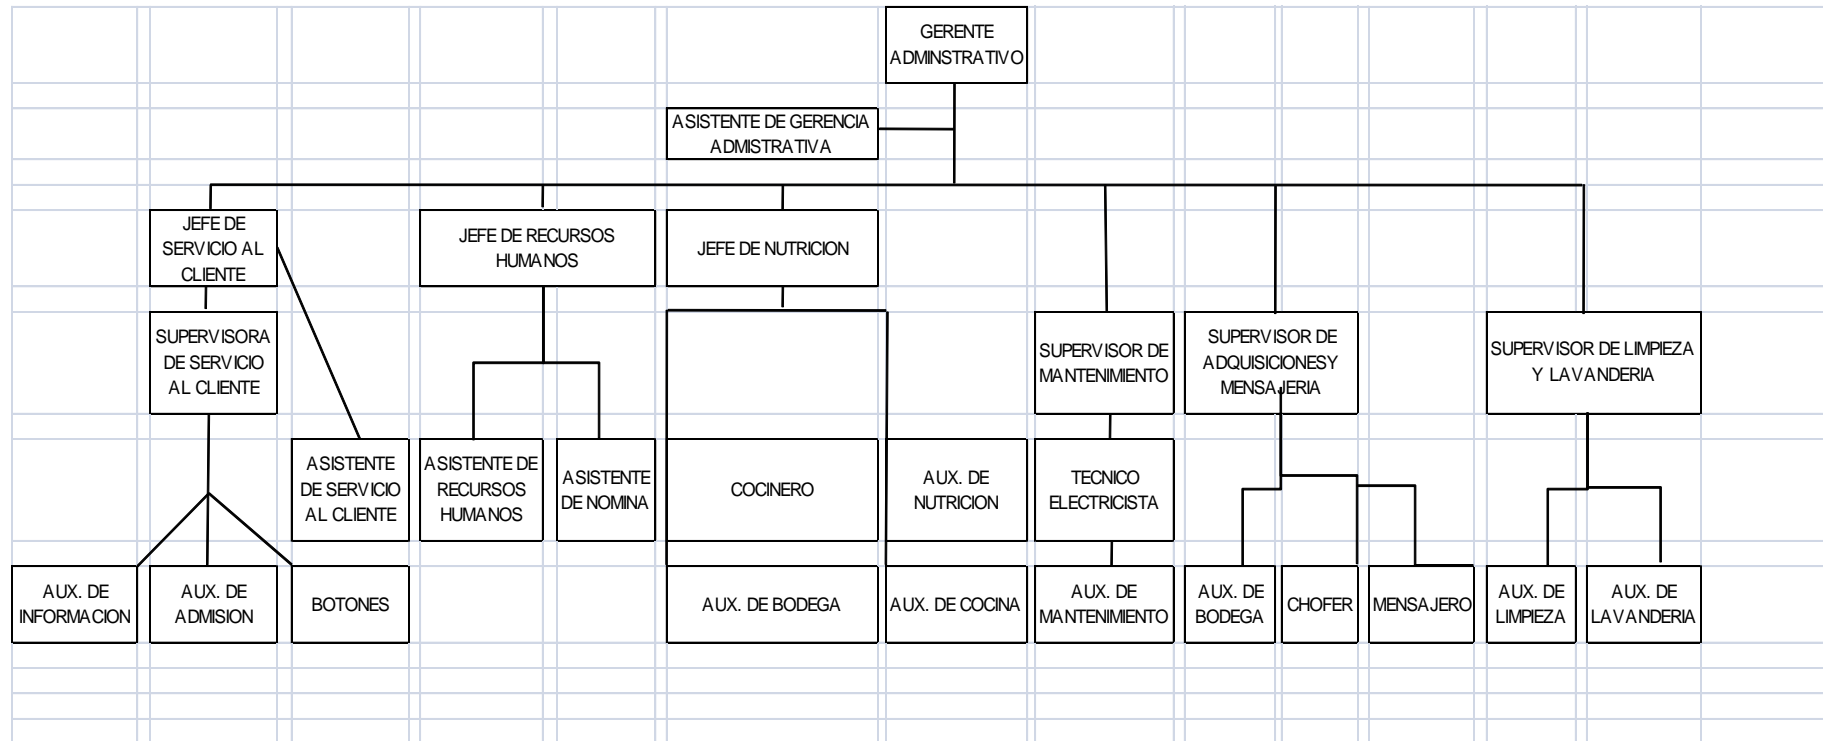 GERENTE
ADMINSTRATIVO
ASISTENTE DE GERENCIA
ADMISTRATIVA
JEFE DE
SERVICIO AL
CLIENTE
JEFE DE RECURSOS
HUMANOS
JEFE DE NUTRICION
SUPERVISORA
DE SERVICIO
AL CLIENTE
SUPERVISOR DE
MANTENIMIENTO
SUPERVISOR DE
ADQUISICIONES Y
MENSAJERIA
SUPERVISOR DE LIMPIEZA
Y LAVANDERIA
ASISTENTE
DE SERVICIO
AL CLIENTE
ASISTENTE DE
RECURSOS
HUMANOS
ASISTENTE
DE NOMINA
COCINERO
AUX. DE
NUTRICION
TECNICO
ELECTRICISTA
AUX. DE
INFORMACION
AUX. DE
ADMISION
BOTONES
AUX. DE BODEGA
AUX. DE COCINA
AUX. DE
MANTENIMIENTO
AUX. DE
BODEGA
CHOFER
MENSAJERO
AUX. DE
LIMPIEZA
AUX. DE
LAVANDERIA